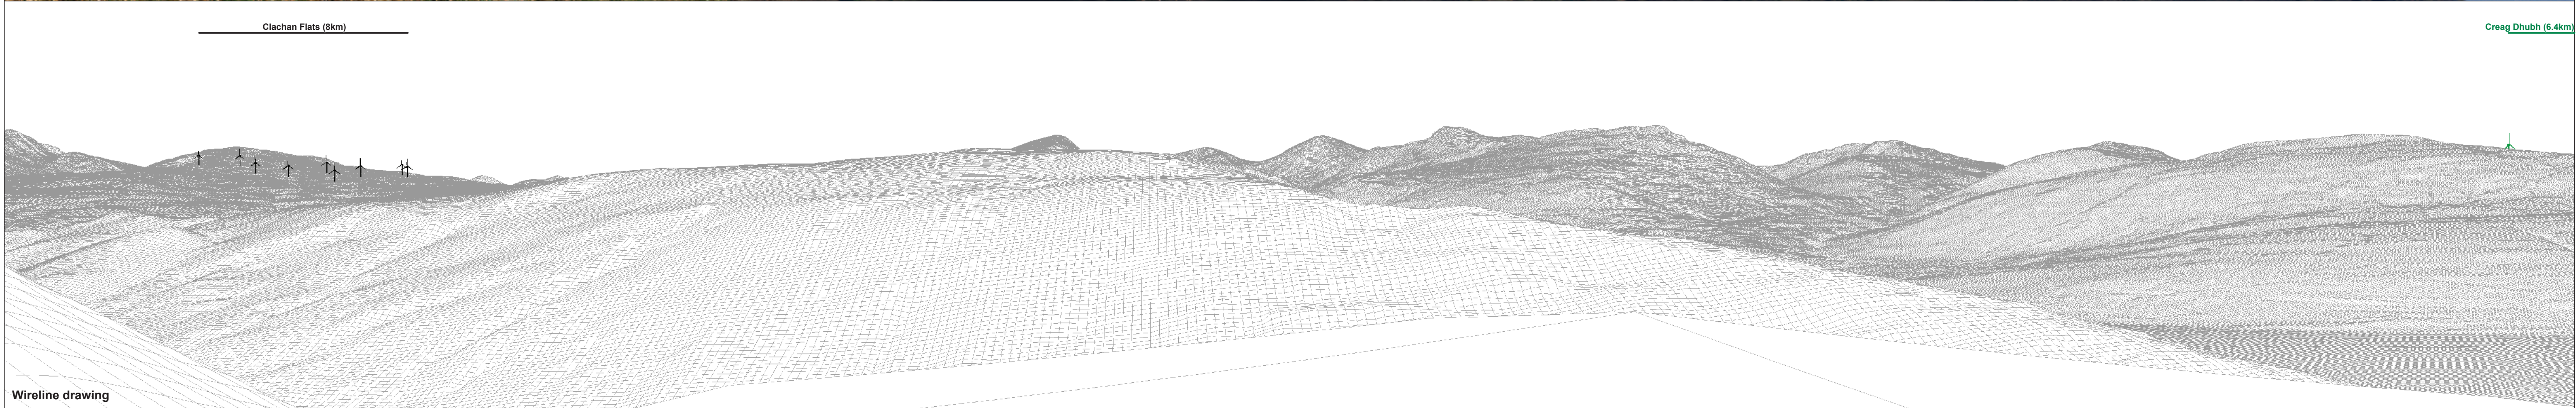 Clachan Flats (8km)
Creag Dhubh (6.4km)
Wireline drawing